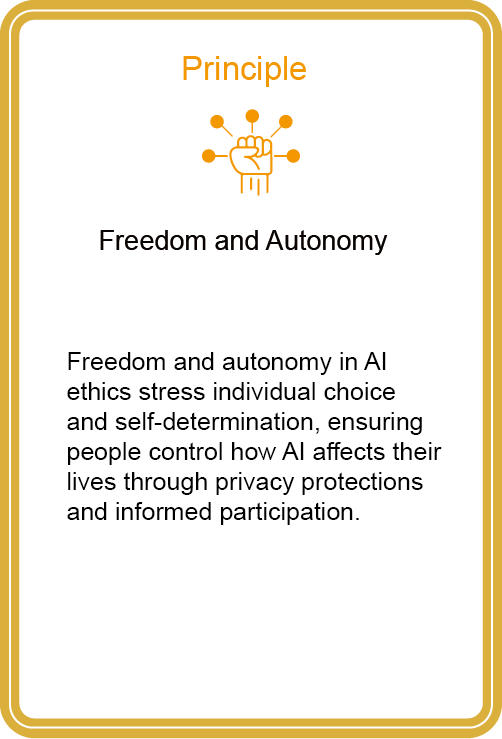 Principle
Freedom and Autonomy
Freedom and autonomy in AI
ethics stress individual choice
and self-determination, ensuring
people control how AI affects their
lives through privacy protections
and informed participation.